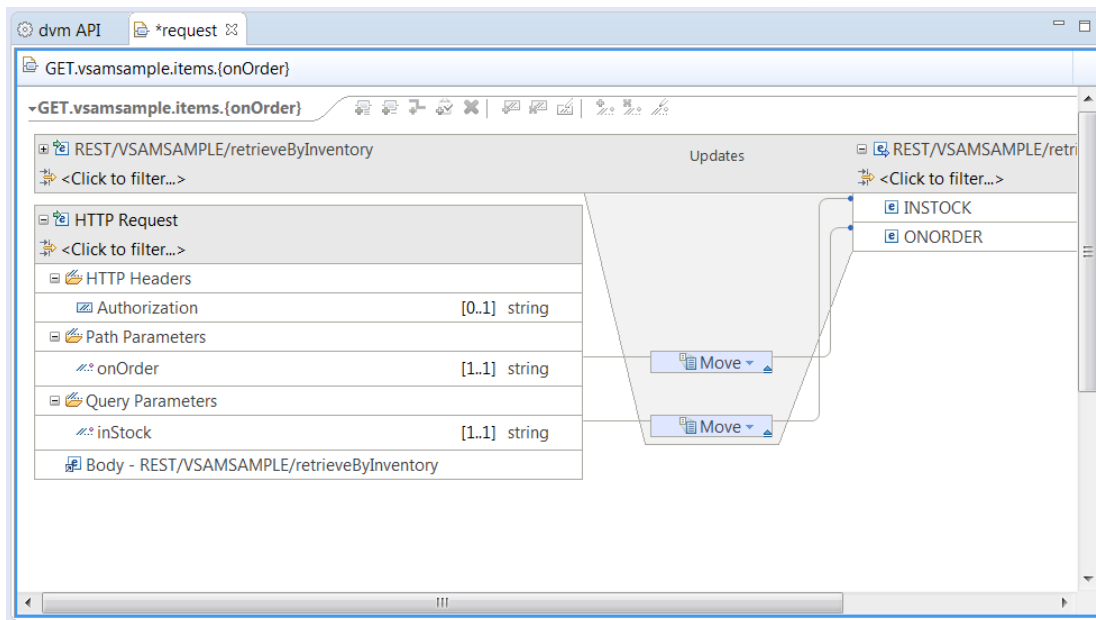 dvm API *request
GET.vsamsample.items.{onOrder}
GET.vsamsample.items.{onOrder}
REST/VSAMSAMPLE/retrieveByInventory
<Click to filter...>
HTTP Request
<Click to filter...>
HTTP Headers
Authorization [0..1] string
Path Parameters
onOrder [1..1] string
Query Parameters
inStock [1..1] string
Body - REST/VSAMSAMPLE/retrieveByInventory
Updates
Move
Move
REST/VSAMSAMPLE/retri
<Click to filter...>
INSTOCK
ONORDER